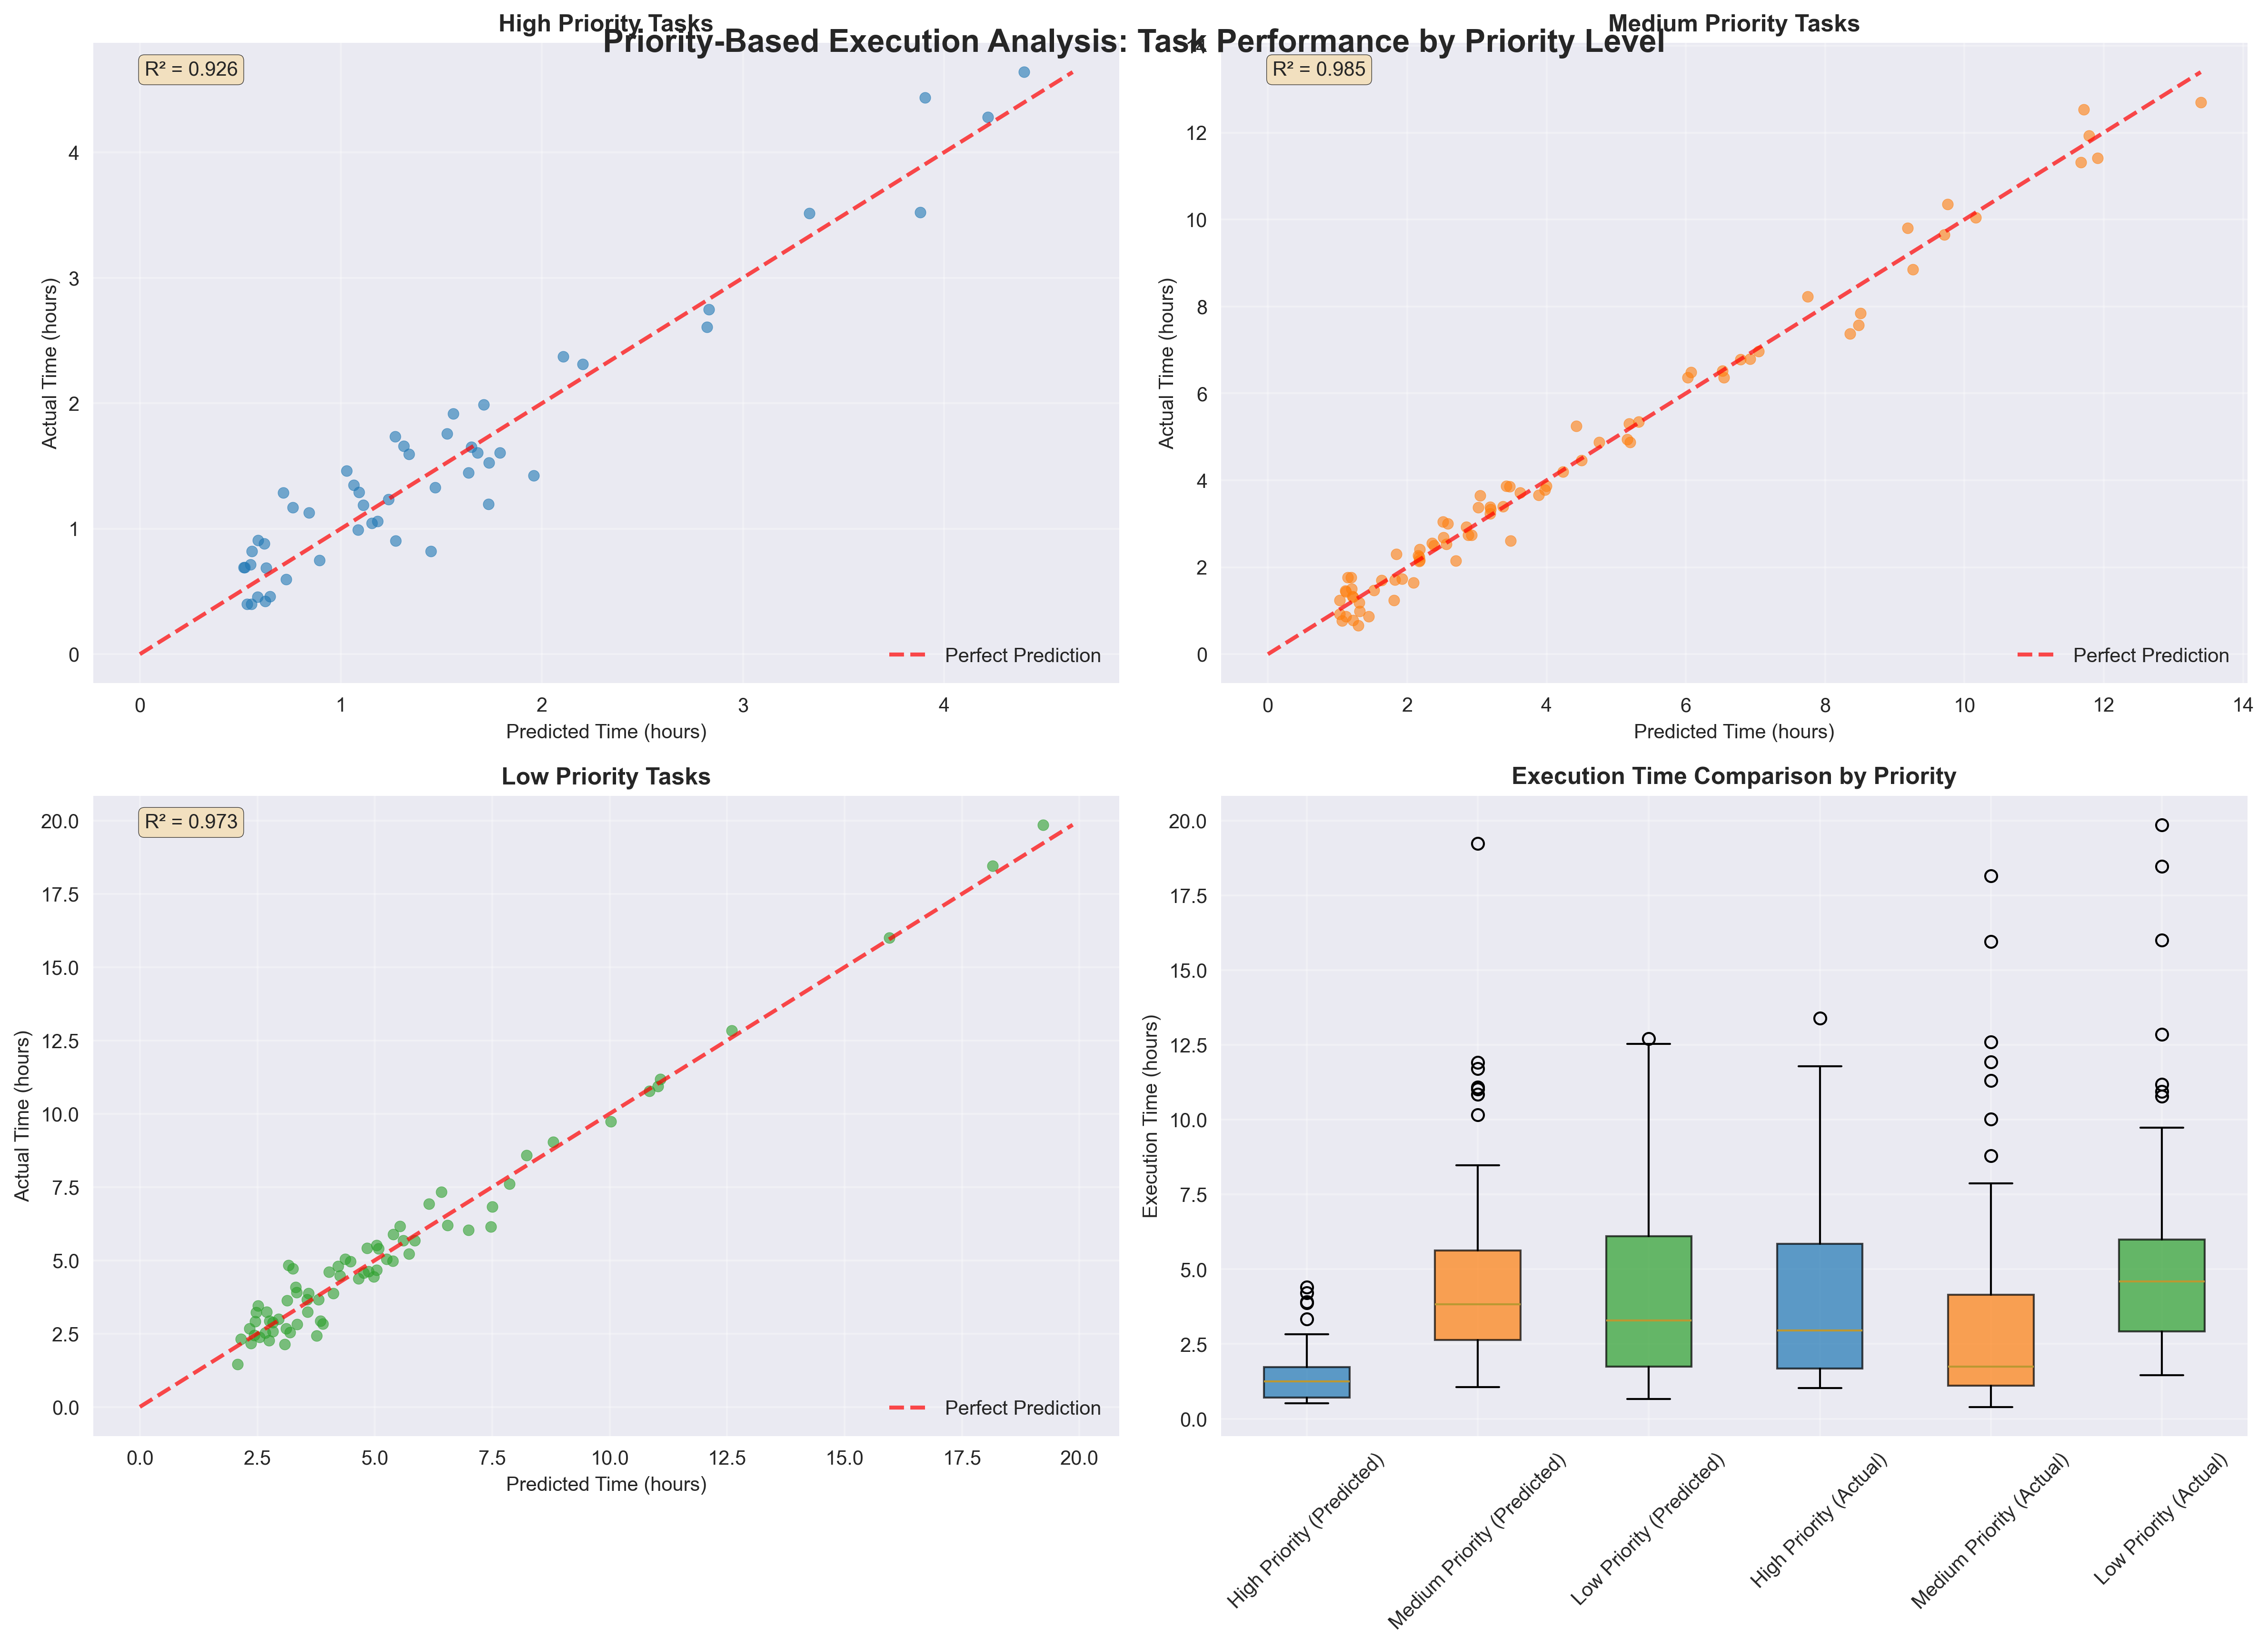 Priority-Based Execution Analysis: Task Performance by Priority Level
High Priority Tasks
R² = 0.926
4
3
2
1
0
Actual Time (hours)
Perfect Prediction
0 1 2 3 4
Predicted Time (hours)
Medium Priority Tasks
R² = 0.985
14
12
10
8
6
4
2
0
Actual Time (hours)
Perfect Prediction
0 2 4 6 8 10 12 14
Predicted Time (hours)
Low Priority Tasks
R² = 0.973
20.0
17.5
15.0
12.5
10.0
7.5
5.0
2.5
0.0
Actual Time (hours)
Perfect Prediction
0.0 2.5 5.0 7.5 10.0 12.5 15.0 17.5 20.0
Predicted Time (hours)
Execution Time Comparison by Priority
20.0
17.5
15.0
12.5
10.0
7.5
5.0
2.5
0.0
Execution Time (hours)
High Priority (Predicted)
Medium Priority (Predicted)
Low Priority (Predicted)
High Priority (Actual)
Medium Priority (Actual)
Low Priority (Actual)